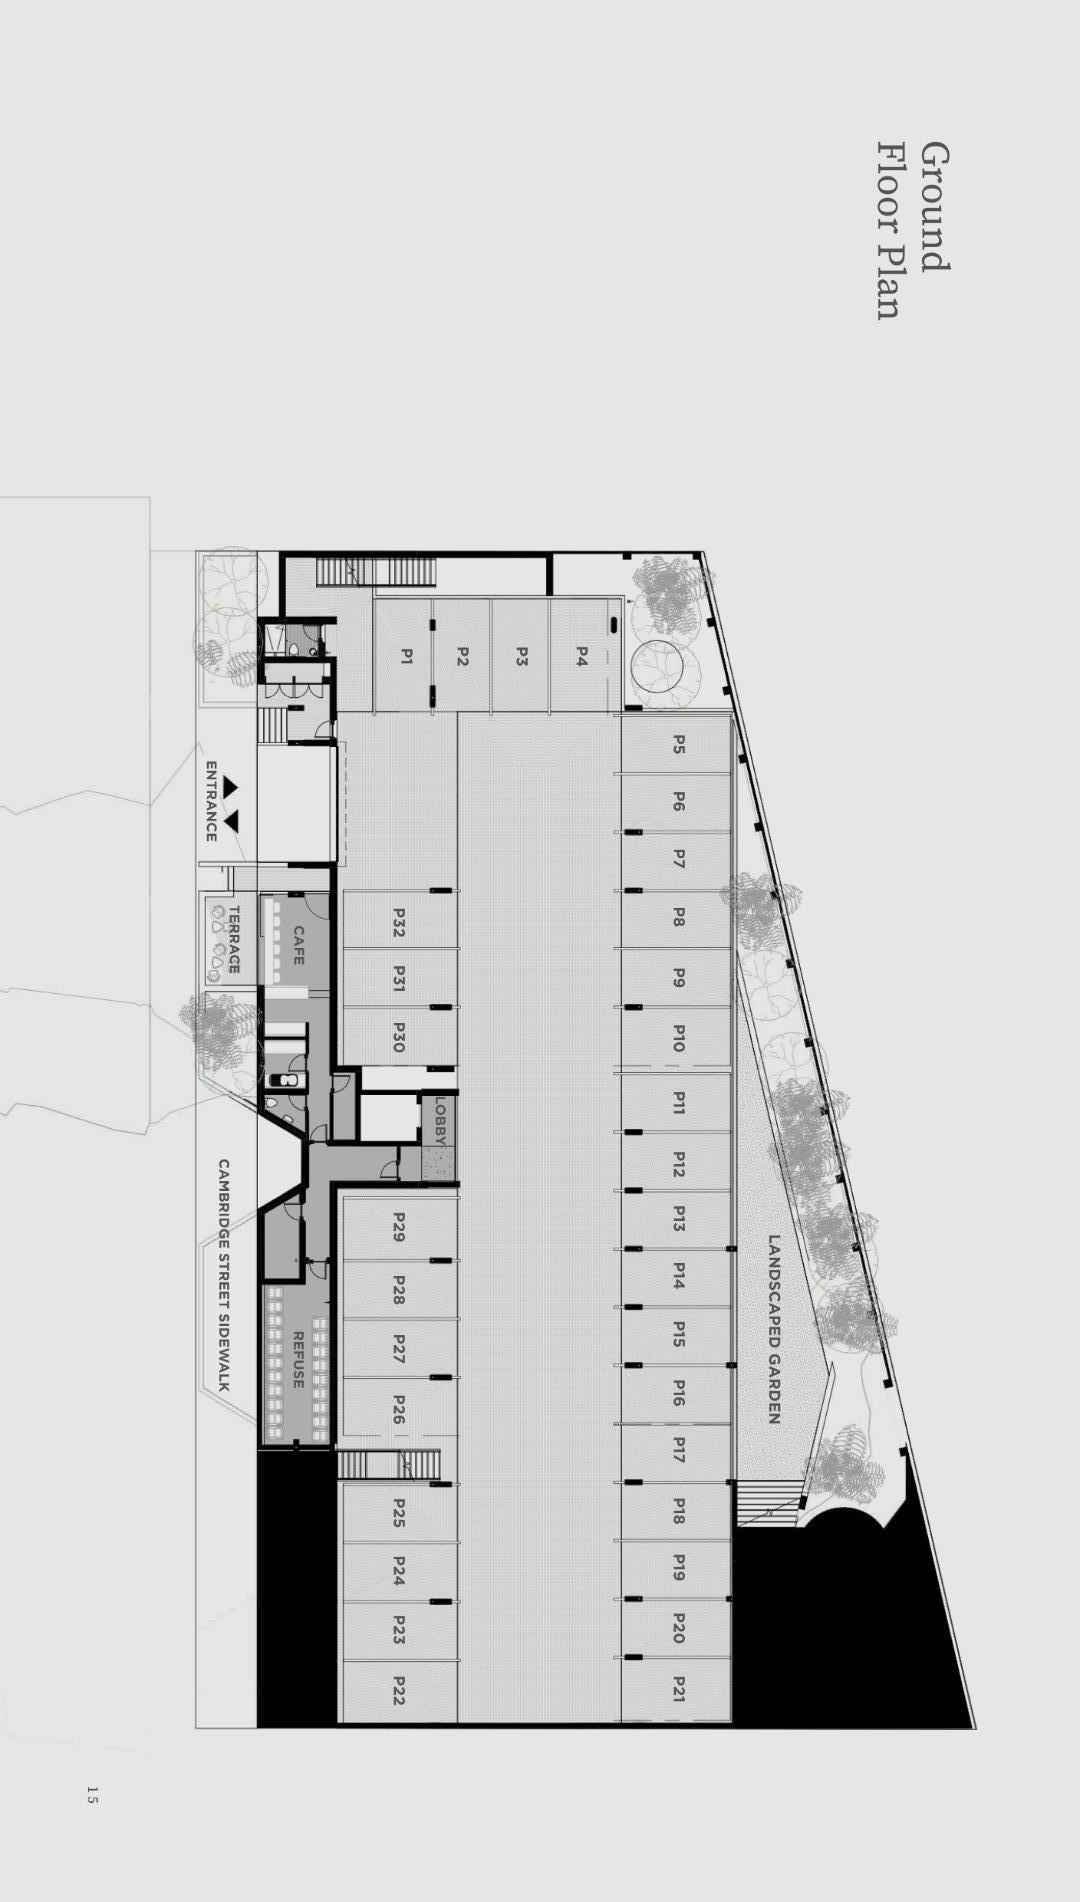 Ground
Floor Plan
P1
P2
P3
P4
P5
P6
P7
P8
P9
P10
P11
P12
P13
P14
P15
P16
P17
P18
P19
P20
P21
LANDSCAPED GARDEN
P32
P31
P30
LOBBY
P29
P28
P27
P26
P25
P24
P23
P22
ENTRANCE
TERRACE
CAFE
REFUSE
CAMBRIDGE STREET SIDEWALK
15